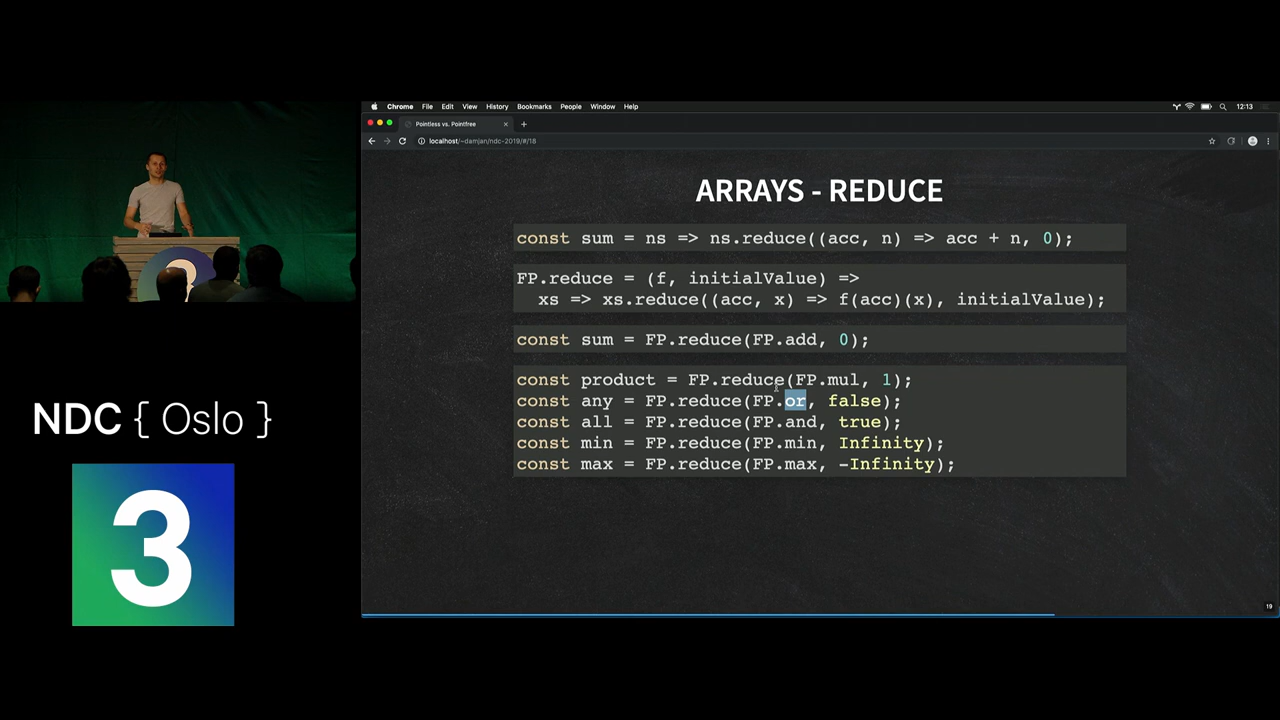 Chrome File Edit View History Bookmarks People Window Help 12:13
Pointless vs. Pointfree
localhost/~damjan/ndc-2019/#/18
ARRAYS - REDUCE
const sum = ns => ns.reduce((acc, n) => acc + n, 0);
FP.reduce = (f, initialValue) =>
xs => xs.reduce((acc, x) => f(acc)(x), initialValue);
const sum = FP.reduce(FP.add, 0);
const product = FP.reduce(FP.mul, 1);
const any = FP.reduce(FP.or, false);
const all = FP.reduce(FP.and, true);
const min = FP.reduce(FP.min, Infinity);
const max = FP.reduce(FP.max, -Infinity);
19
NDC { Oslo }
3